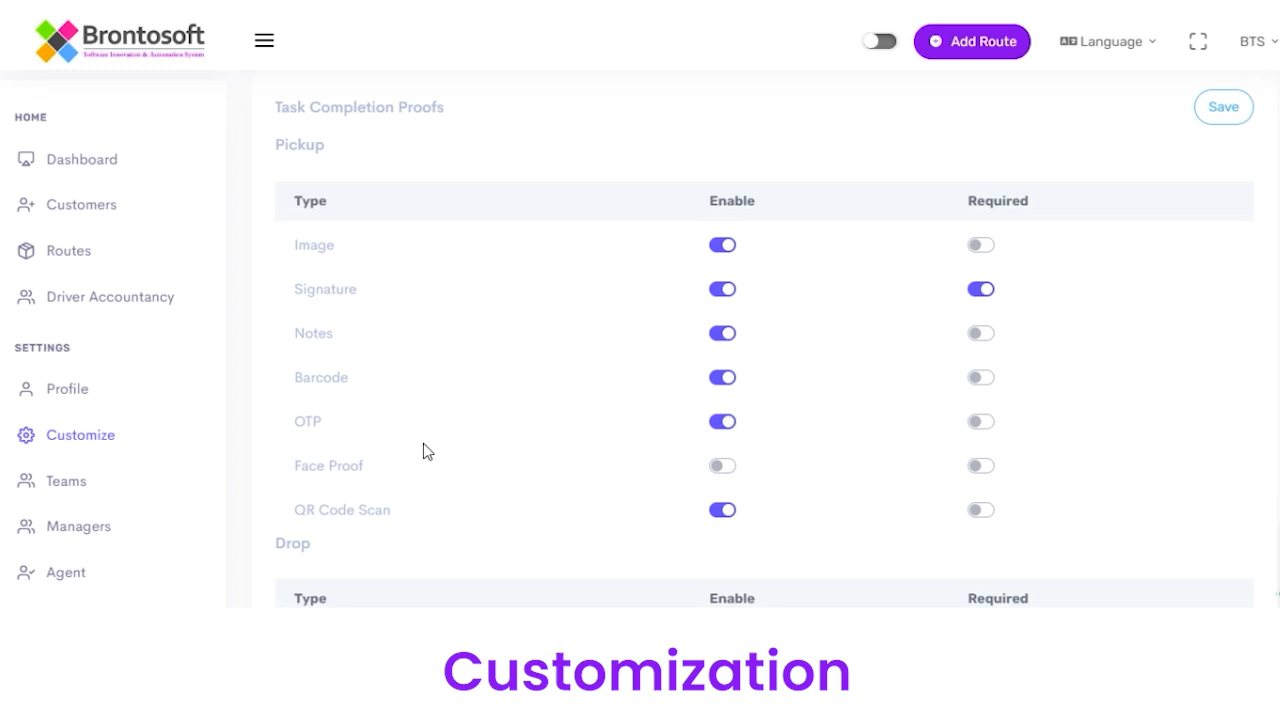 Brontosoft
Software Innovation & Automation System
Add Route
Language
BTS
HOME
Dashboard
Customers
Routes
Driver Accountancy
SETTINGS
Profile
Customize
Teams
Managers
Agent
Task Completion Proofs
Save
Pickup
Type Enable Required
Image
Signature
Notes
Barcode
OTP
Face Proof
QR Code Scan
Drop
Type Enable Required
Customization